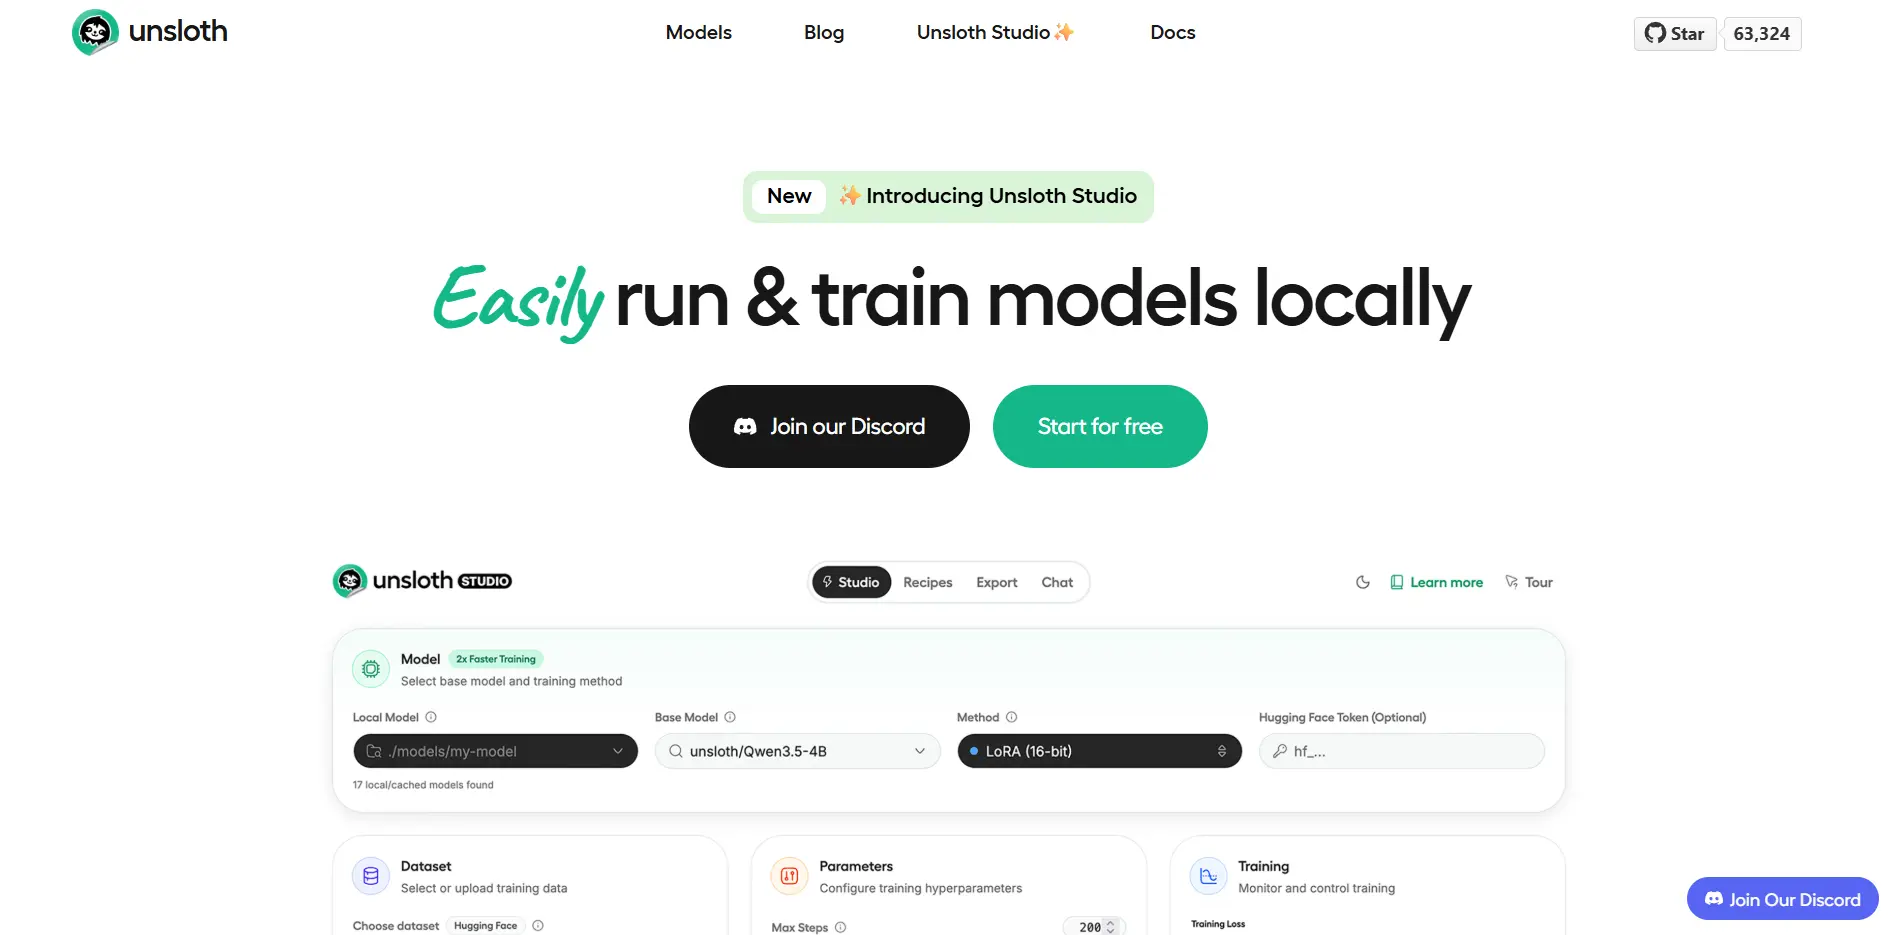 unsloth
Models Blog Unsloth Studio✨ Docs
Star 63,324
New ✨ Introducing Unsloth Studio
Easily run & train models locally
Join our Discord Start for free
unsloth STUDIO
Studio Recipes Export Chat
Learn more Tour
Model 2x Faster Training
Select base model and training method
Local Model Base Model Method Hugging Face Token (Optional)
./models/my-model unsloth/Qwen3.5-4B LoRA (16-bit) hf_...
17 local/cached models found
Dataset
Select or upload training data
Choose dataset Hugging Face
Parameters
Configure training hyperparameters
Max Steps 200
Training
Monitor and control training
Training Loss
Join Our Discord